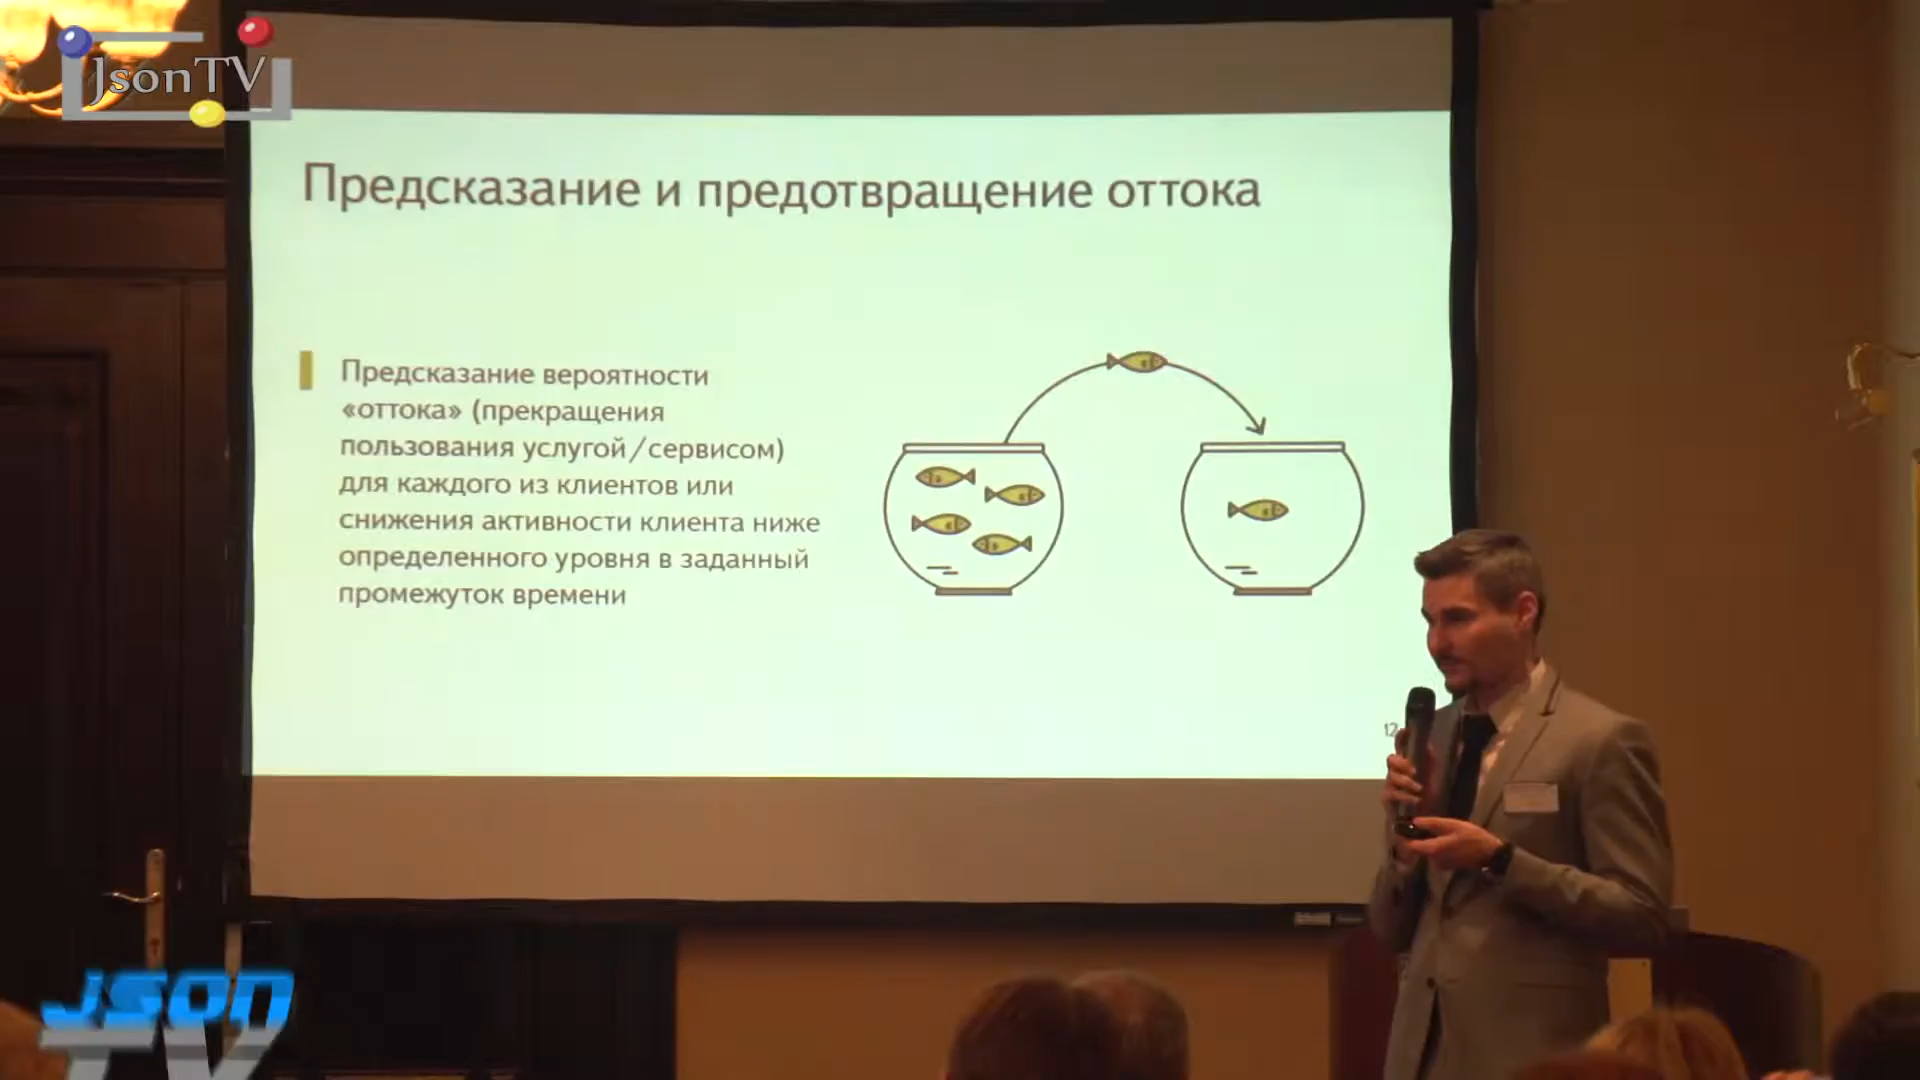 JsonTV
Предсказание и предотвращение оттока
Предсказание вероятности
«оттока» (прекращения
пользования услугой/сервисом)
для каждого из клиентов или
снижения активности клиента ниже
определенного уровня в заданный
промежуток времени
12
JSON
TV